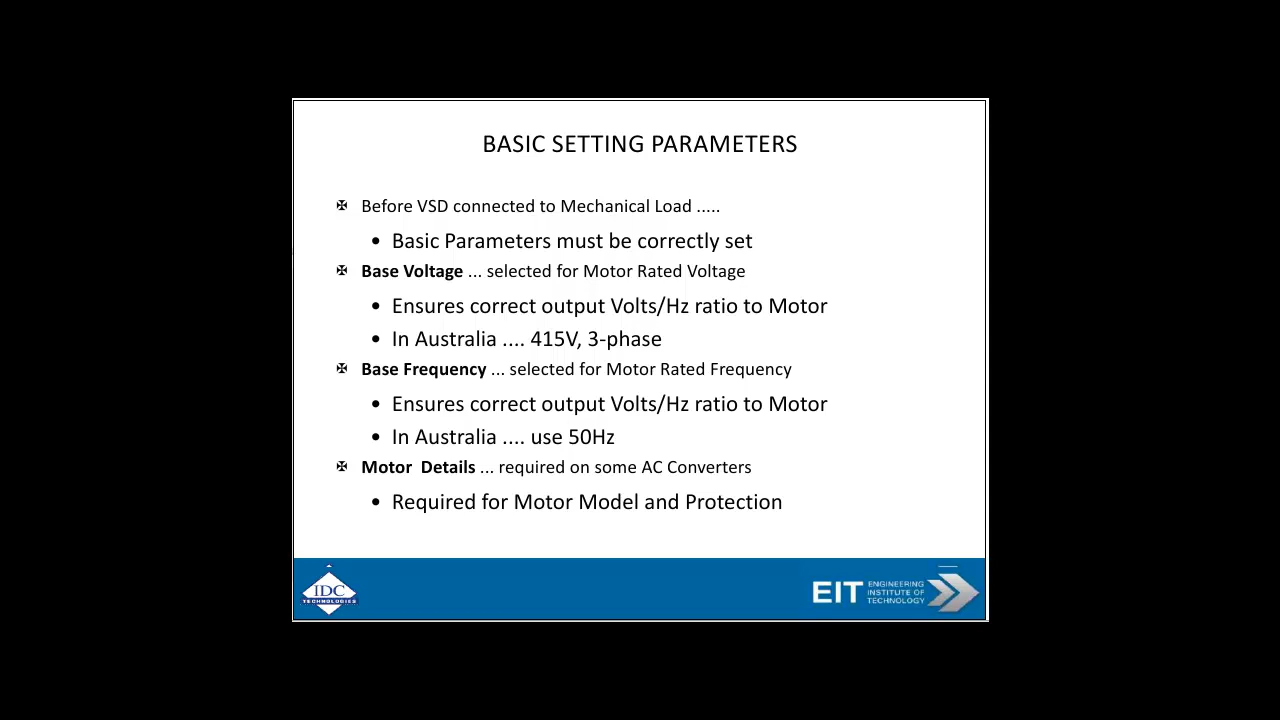 BASIC SETTING PARAMETERS
✠ Before VSD connected to Mechanical Load .....
• Basic Parameters must be correctly set
✠ Base Voltage ... selected for Motor Rated Voltage
• Ensures correct output Volts/Hz ratio to Motor
• In Australia .... 415V, 3-phase
✠ Base Frequency ... selected for Motor Rated Frequency
• Ensures correct output Volts/Hz ratio to Motor
• In Australia .... use 50Hz
✠ Motor  Details ... required on some AC Converters
• Required for Motor Model and Protection
IDC
TECHNOLOGIES
EIT
ENGINEERING
INSTITUTE OF
TECHNOLOGY